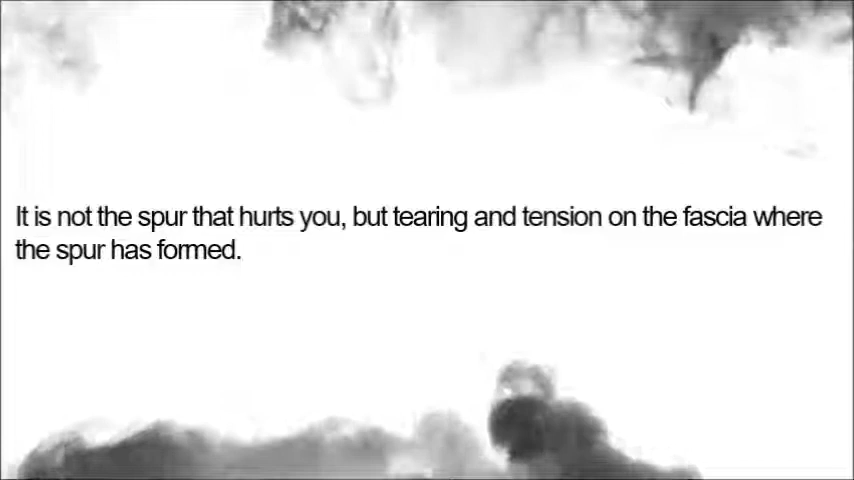 It is not the spur that hurts you, but tearing and tension on the fascia where
the spur has formed.